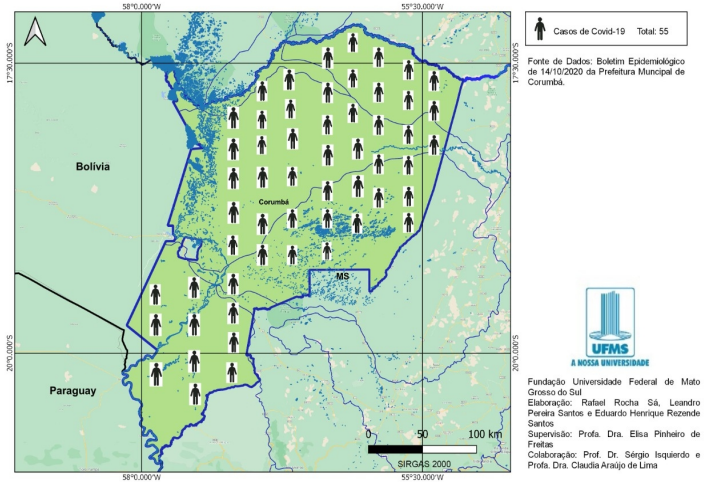 58°0.000'W
55°30.000'W
17°30.000'S
17°30.000'S
Bolívia
Corumbá
MS
20°0.000'S
20°0.000'S
Paraguay
0 50 100 km
SIRGAS 2000
58°0.000'W
55°30.000'W
Casos de Covid-19 Total: 55
Fonte de Dados: Boletim Epidemiológico
de 14/10/2020 da Prefeitura Muncipal de
Corumbá.
UFMS
A NOSSA UNIVERSIDADE
Fundação Universidade Federal de Mato
Grosso do Sul
Elaboração: Rafael Rocha Sá, Leandro
Pereira Santos e Eduardo Henrique Rezende
Santos
Supervisão: Profa. Dra. Elisa Pinheiro de
Freitas
Colaboração: Prof. Dr. Sérgio Isquierdo e
Profa. Dra. Claudia Araújo de Lima